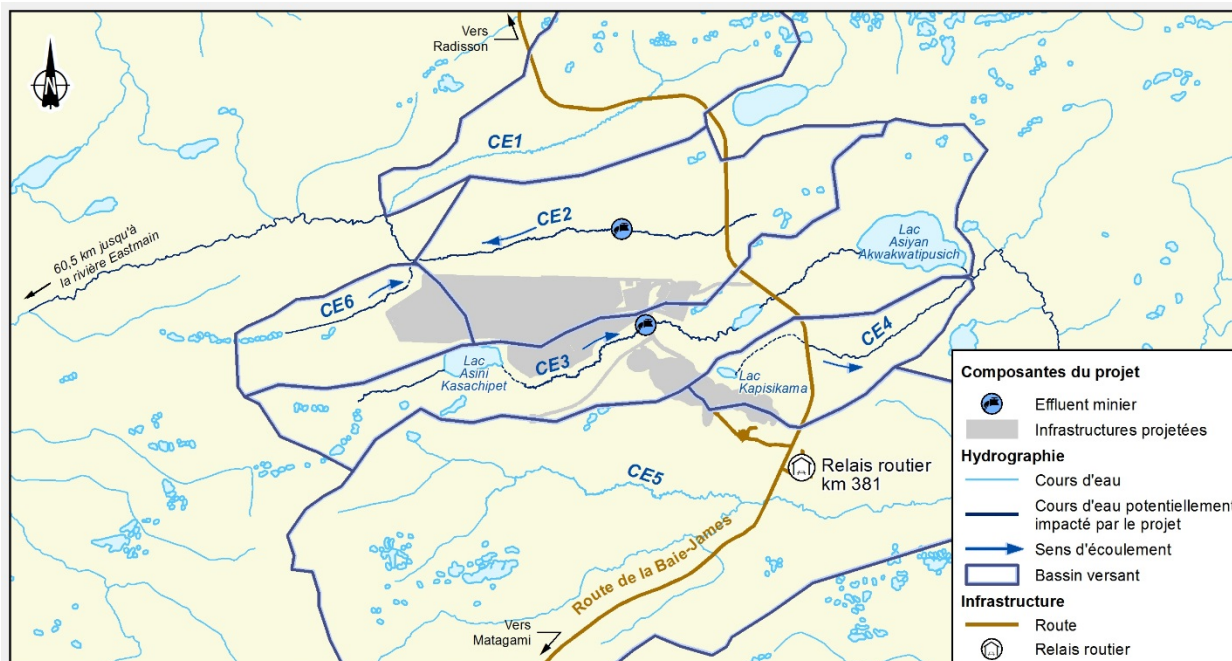 Vers
Radisson
N
CE1
CE2
Lac
Asiyan
Akwakwatipusich
60,5 km jusqu'à
la rivière Eastmain
CE6
CE4
CE3
Lac
Asini
Kasachipet
Lac
Kapisikama
Relais routier
km 381
CE5
Route de la Baie-James
Vers
Matagami
Composantes du projet
Effluent minier
Infrastructures projetées
Hydrographie
Cours d'eau
Cours d'eau potentiellement
impacté par le projet
Sens d'écoulement
Bassin versant
Infrastructure
Route
Relais routier